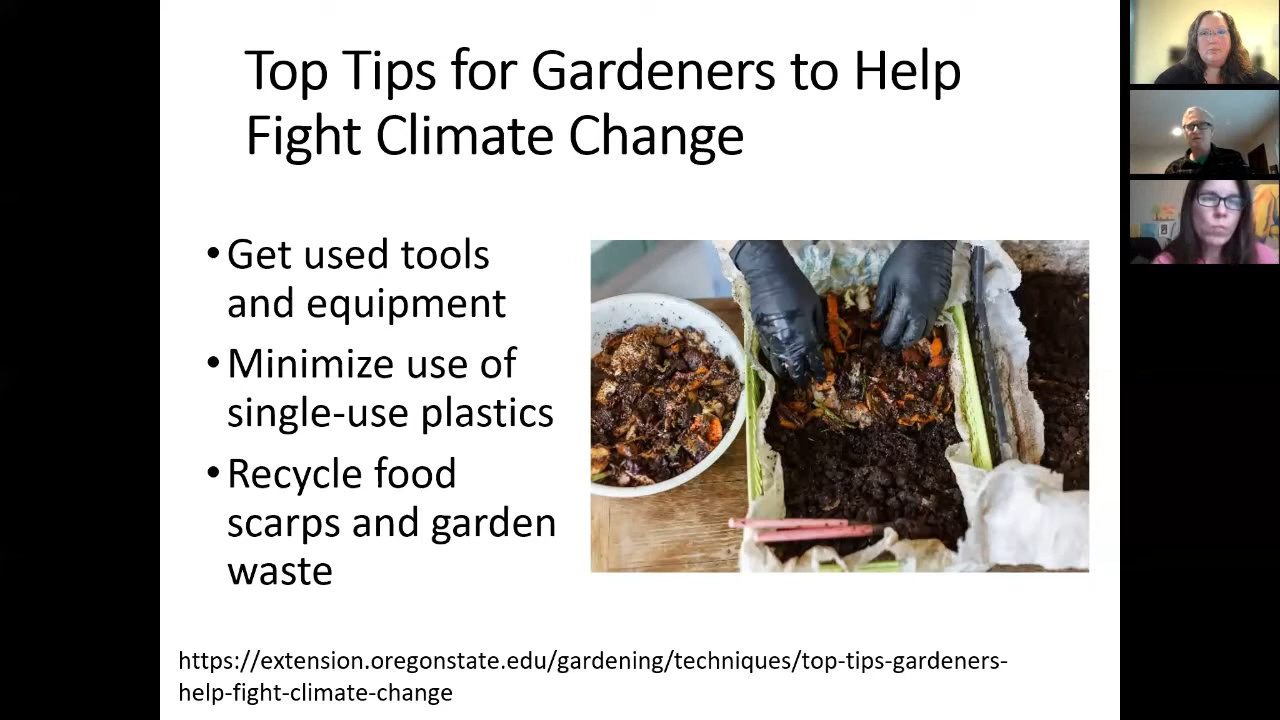 Top Tips for Gardeners to Help
Fight Climate Change
• Get used tools
and equipment
• Minimize use of
single-use plastics
• Recycle food
scarps and garden
waste
https://extension.oregonstate.edu/gardening/techniques/top-tips-gardeners-
help-fight-climate-change